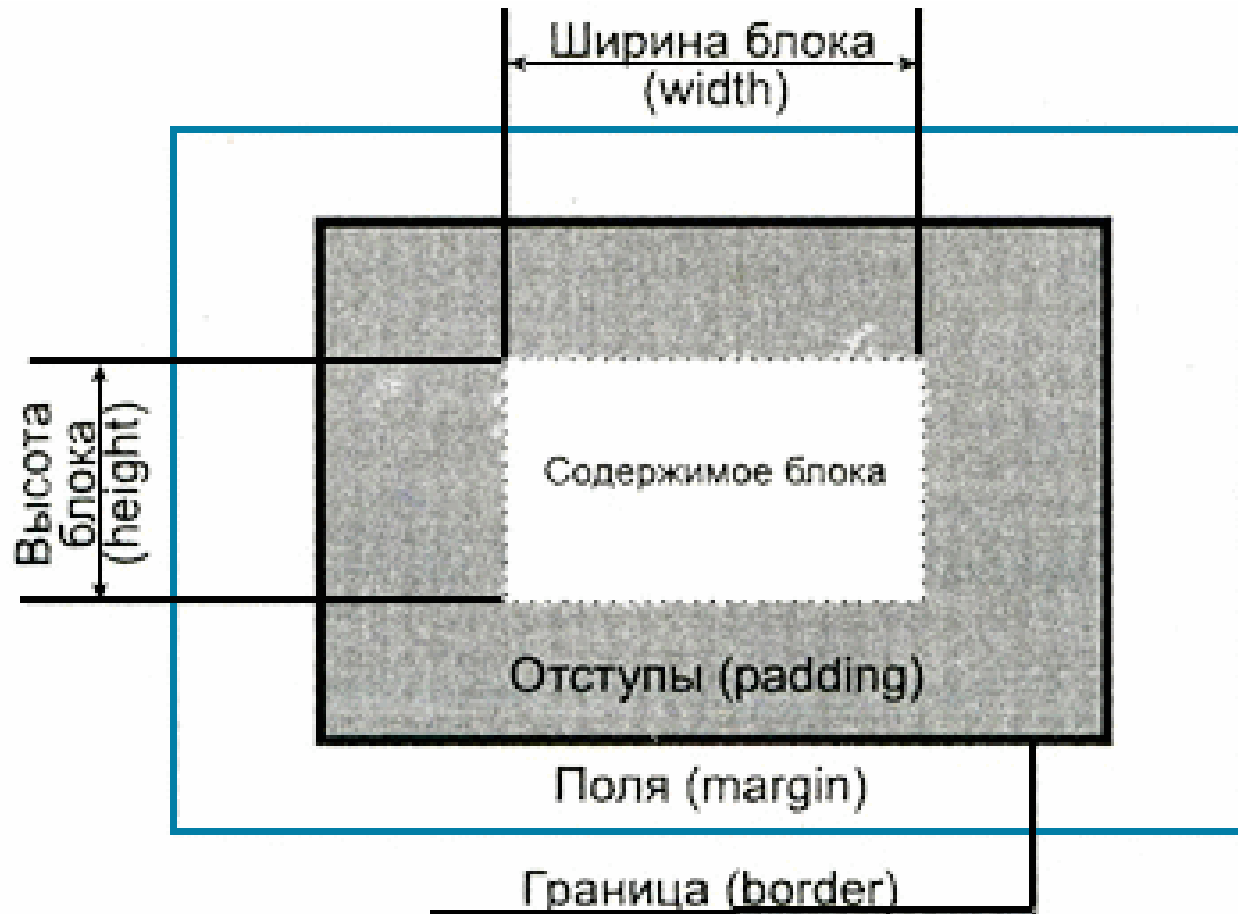 Ширина блока
(width)
Высота
блока
(height)
Содержимое блока
Отступы (padding)
Поля (margin)
Граница (border)